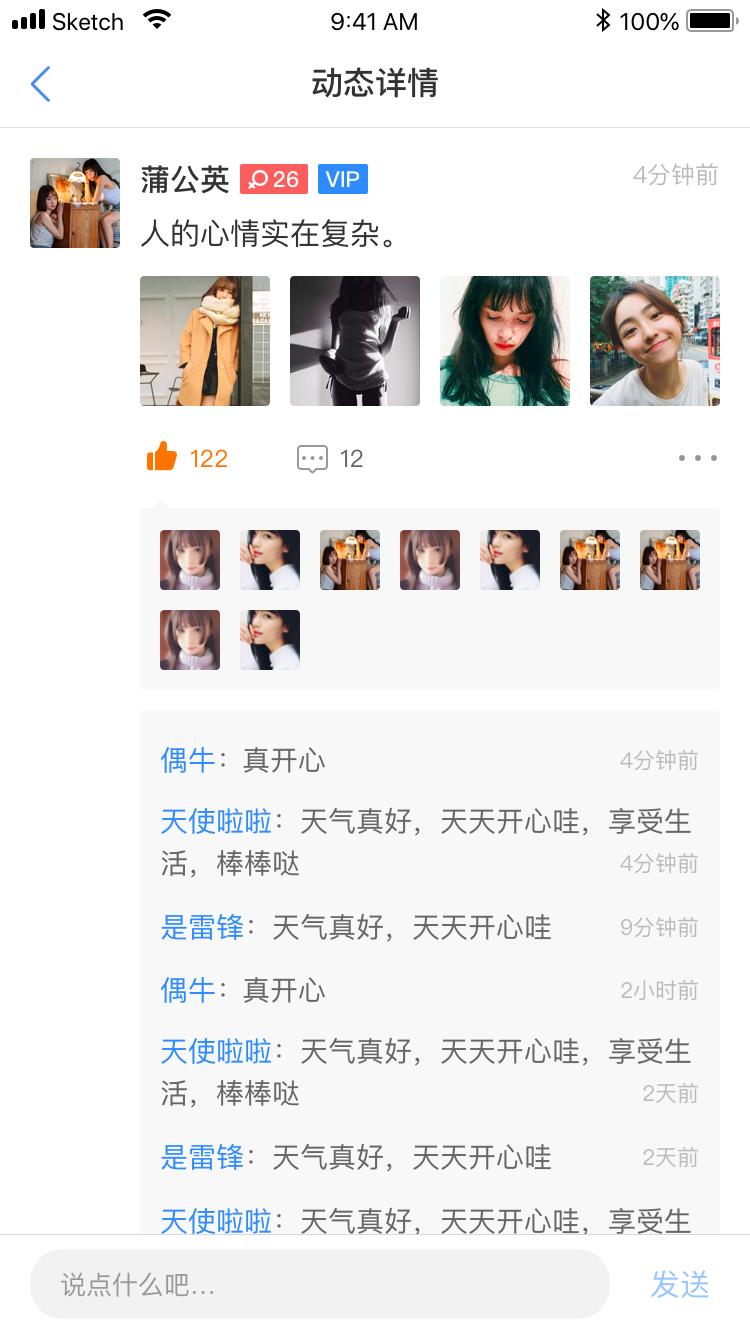 Sketch 9:41 AM 100%
动态详情
蒲公英 26 VIP 4分钟前
人的心情实在复杂。
122 12
偶牛：真开心 4分钟前
天使啦啦：天气真好，天天开心哇，享受生
活，棒棒哒 4分钟前
是雷锋：天气真好，天天开心哇 9分钟前
偶牛：真开心 2小时前
天使啦啦：天气真好，天天开心哇，享受生
活，棒棒哒 2天前
是雷锋：天气真好，天天开心哇 2天前
天使啦啦：天气真好，天天开心哇，享受生
说点什么吧... 发送